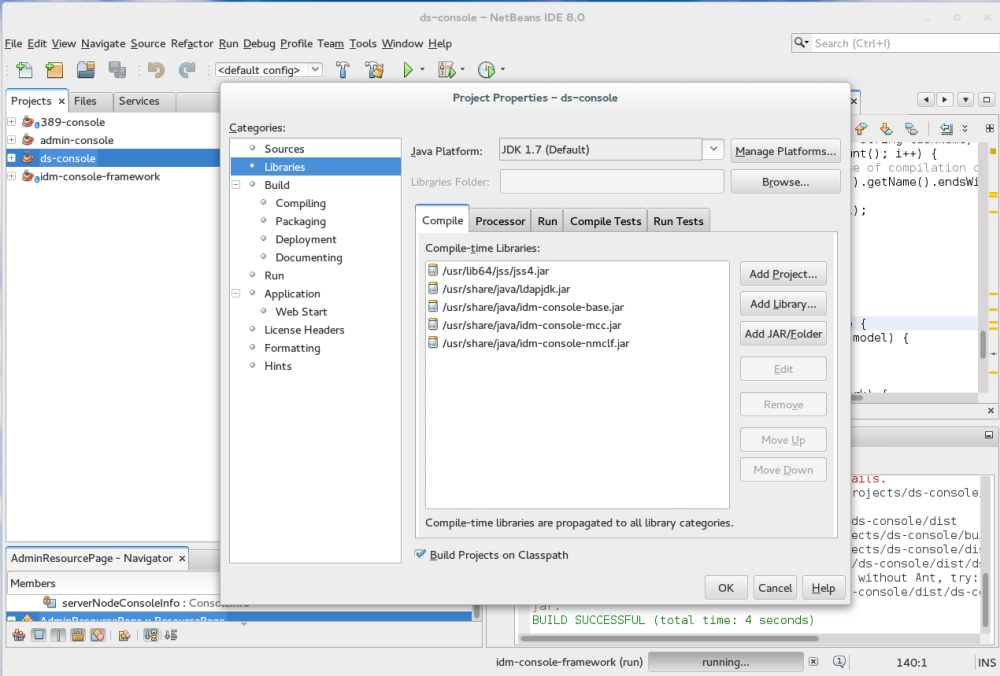 ds-console - NetBeans IDE 8.0
File Edit View Navigate Source Refactor Run Debug Profile Team Tools Window Help
Search (Ctrl+I)
<default config>
Projects
Files
Services
389-console
admin-console
ds-console
idm-console-framework
Project Properties - ds-console
Categories:
Sources
Libraries
Build
Compiling
Packaging
Deployment
Documenting
Run
Application
Web Start
License Headers
Formatting
Hints
Java Platform:
JDK 1.7 (Default)
Manage Platforms...
Libraries Folder:
Browse...
Compile
Processor
Run
Compile Tests
Run Tests
Compile-time Libraries:
/usr/lib64/jss/jss4.jar
/usr/share/java/ldapjdk.jar
/usr/share/java/idm-console-base.jar
/usr/share/java/idm-console-mcc.jar
/usr/share/java/idm-console-nmclf.jar
Add Project...
Add Library...
Add JAR/Folder
Edit
Remove
Move Up
Move Down
Compile-time libraries are propagated to all library categories.
Build Projects on Classpath
OK
Cancel
Help
unt(); i++) {
se of compilation
).getName().endsWi
);
{
model) {
) {
ails.
rojects/ds-console
ds-console/dist
jects/ds-console/bu
jects/ds-console/dis
/ds-console/dist/ds
without Ant, try:
-console/dist/ds-co
jar.
BUILD SUCCESSFUL (total time: 4 seconds)
AdminResourcePage - Navigator
Members
serverNodeConsoleInfo : ConsoleInfo
AdminResourcePage :: ResourcePage
idm-console-framework (run)
running...
140:1
INS